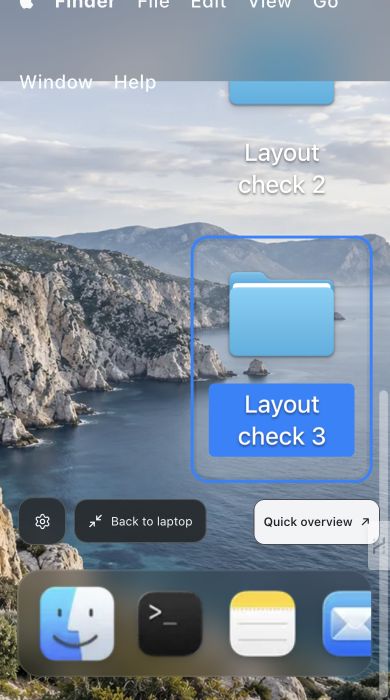 Finder File Edit View Go
Window Help
Layout
check 2
Layout
check 3
Back to laptop
Quick overview ↗
>_